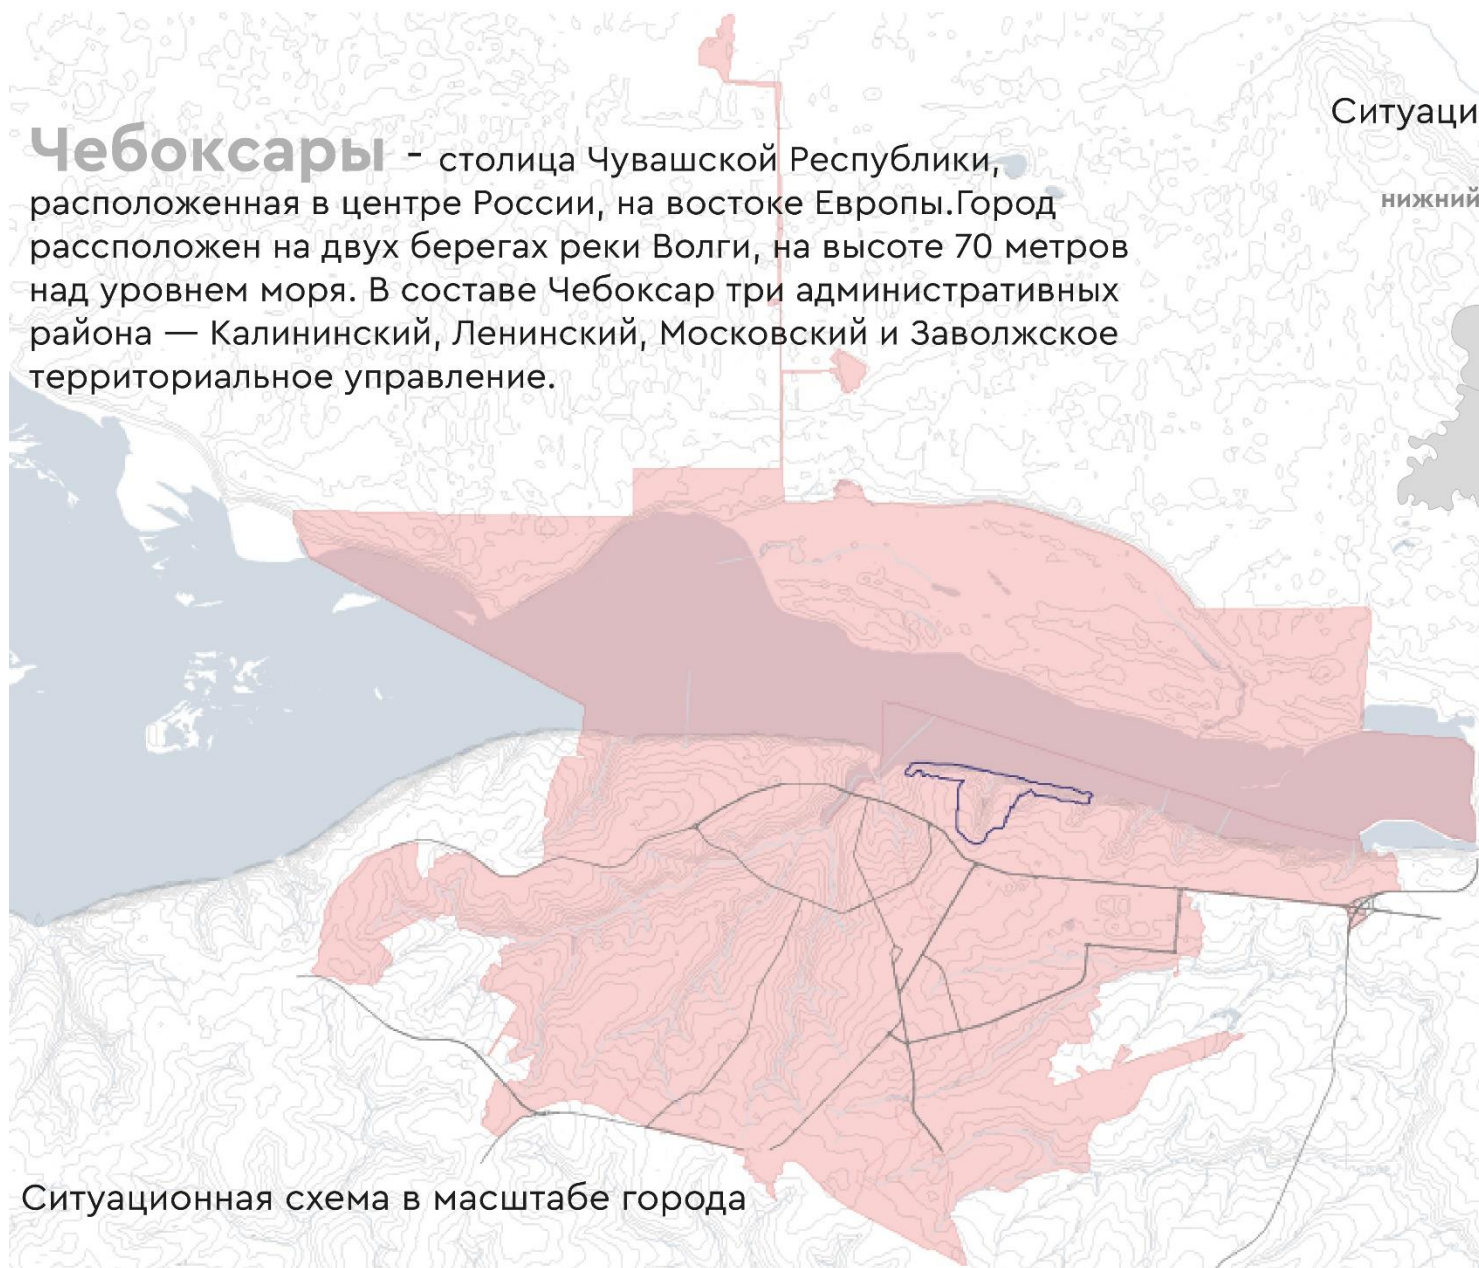 Чебоксары - столица Чувашской Республики,
расположенная в центре России, на востоке Европы.Город
рассположен на двух берегах реки Волги, на высоте 70 метров
над уровнем моря. В составе Чебоксар три административных
района — Калининский, Ленинский, Московский и Заволжское
территориальное управление.
Ситуаци
нижний
Ситуационная схема в масштабе города